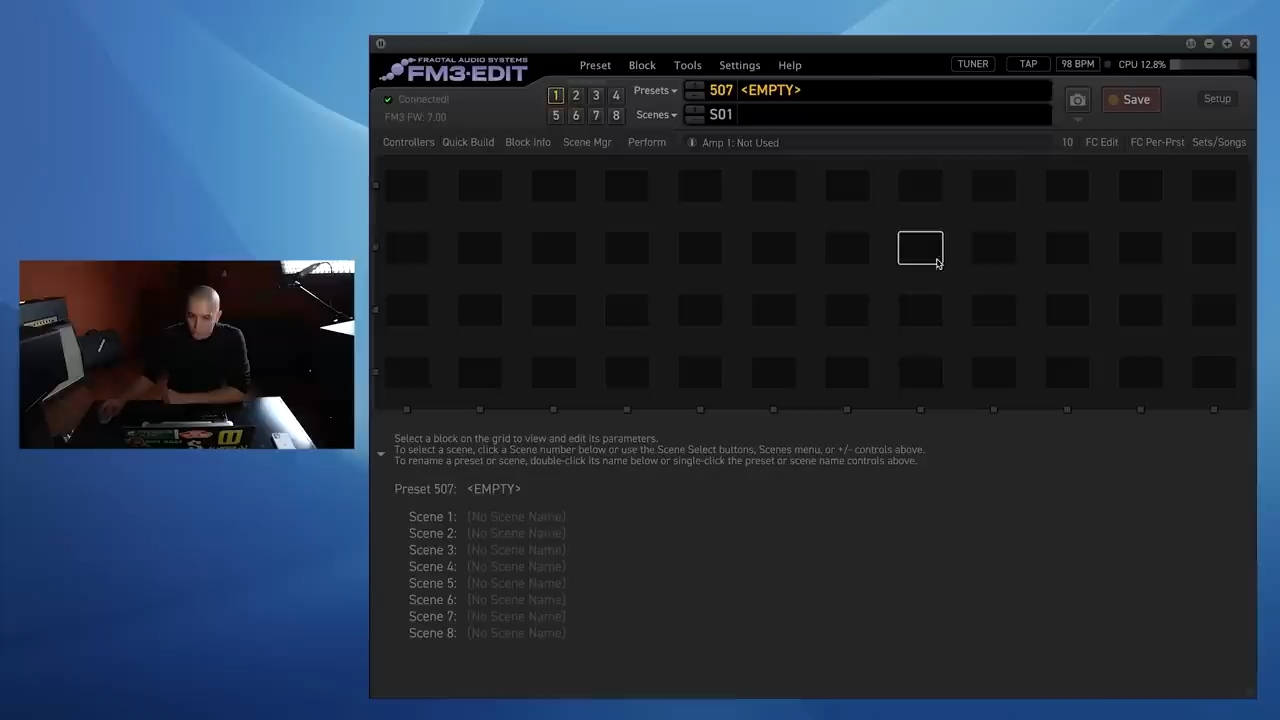 FRACTAL AUDIO SYSTEMS
FM3-EDIT
Preset Block Tools Settings Help
TUNER TAP 98 BPM CPU 12.8%
Connected!
FM3 FW: 7.00
1 2 3 4
5 6 7 8
Presets 507 <EMPTY>
Scenes S01
Save
Setup
Controllers Quick Build Block Info Scene Mgr Perform Amp 1: Not Used 10 FC Edit FC Per-Prst Sets/Songs
Select a block on the grid to view and edit its parameters.
To select a scene, click a Scene number below or use the Scene Select buttons, Scenes menu, or +/- controls above.
To rename a preset or scene, double-click its name below or single-click the preset or scene name controls above.
Preset 507: <EMPTY>
Scene 1: (No Scene Name)
Scene 2: (No Scene Name)
Scene 3: (No Scene Name)
Scene 4: (No Scene Name)
Scene 5: (No Scene Name)
Scene 6: (No Scene Name)
Scene 7: (No Scene Name)
Scene 8: (No Scene Name)